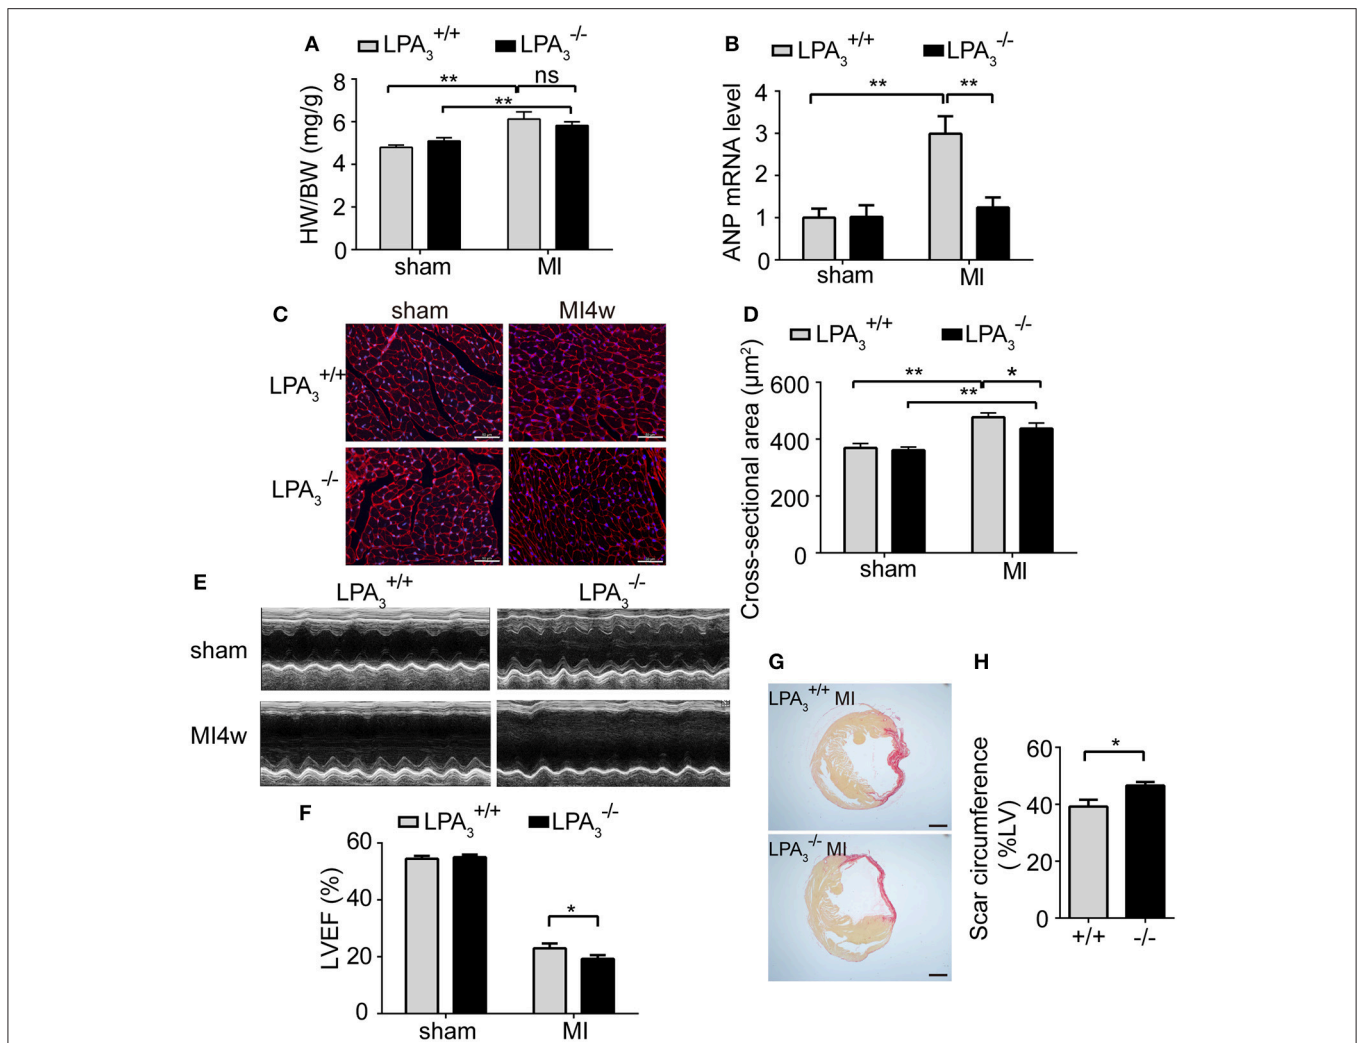 A
LPA3+/+ LPA3-/-
HW/BW (mg/g)
8
6
4
2
0
** ns
**
sham MI
B
LPA3+/+ LPA3-/-
ANP mRNA level
4
3
2
1
0
** **
sham MI
C
sham MI4w
LPA3+/+
LPA3-/-
D
LPA3+/+ LPA3-/-
Cross-sectional area (μm2)
600
400
200
0
** *
**
sham MI
E
LPA3+/+ LPA3-/-
sham
MI4w
F
LPA3+/+ LPA3-/-
LVEF (%)
60
40
20
0
*
sham MI
G
LPA3+/+ MI
LPA3-/- MI
H
Scar circumference
( %LV)
60
40
20
0
*
+/+ -/-